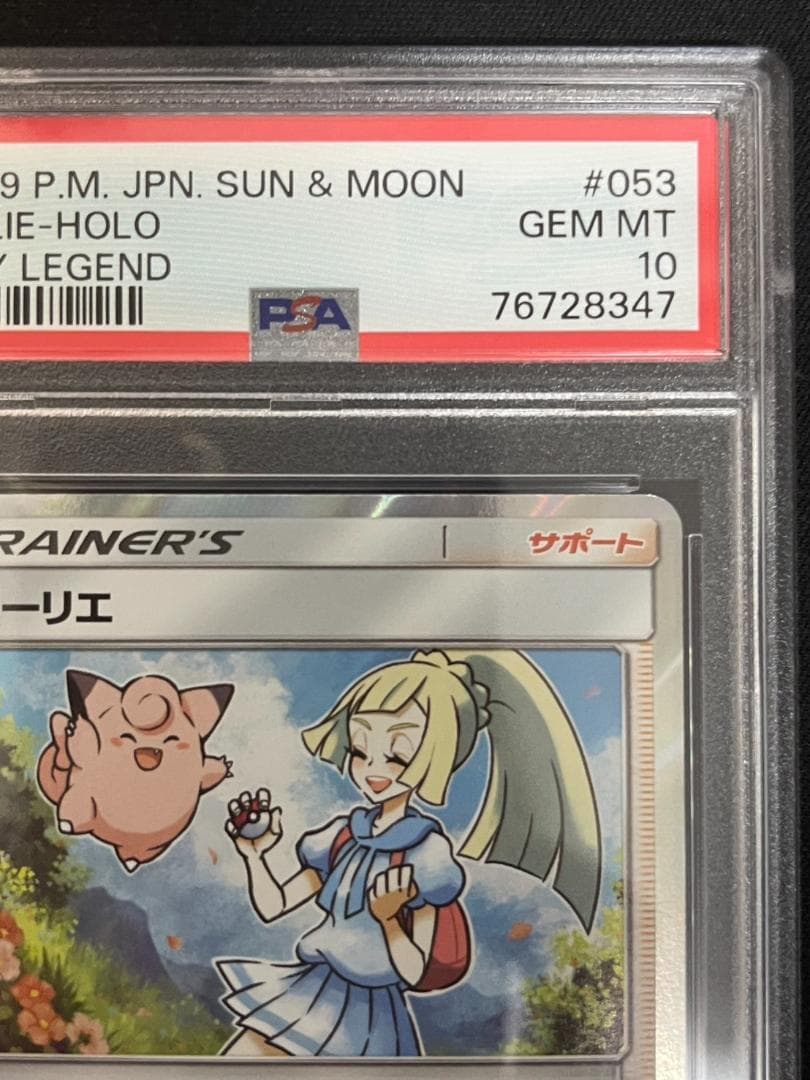 9 P.M. JPN. SUN & MOON #053
LIE-HOLO GEM MT
Y LEGEND 10
76728347
PSA
RAINER'S サポート
ーリエ